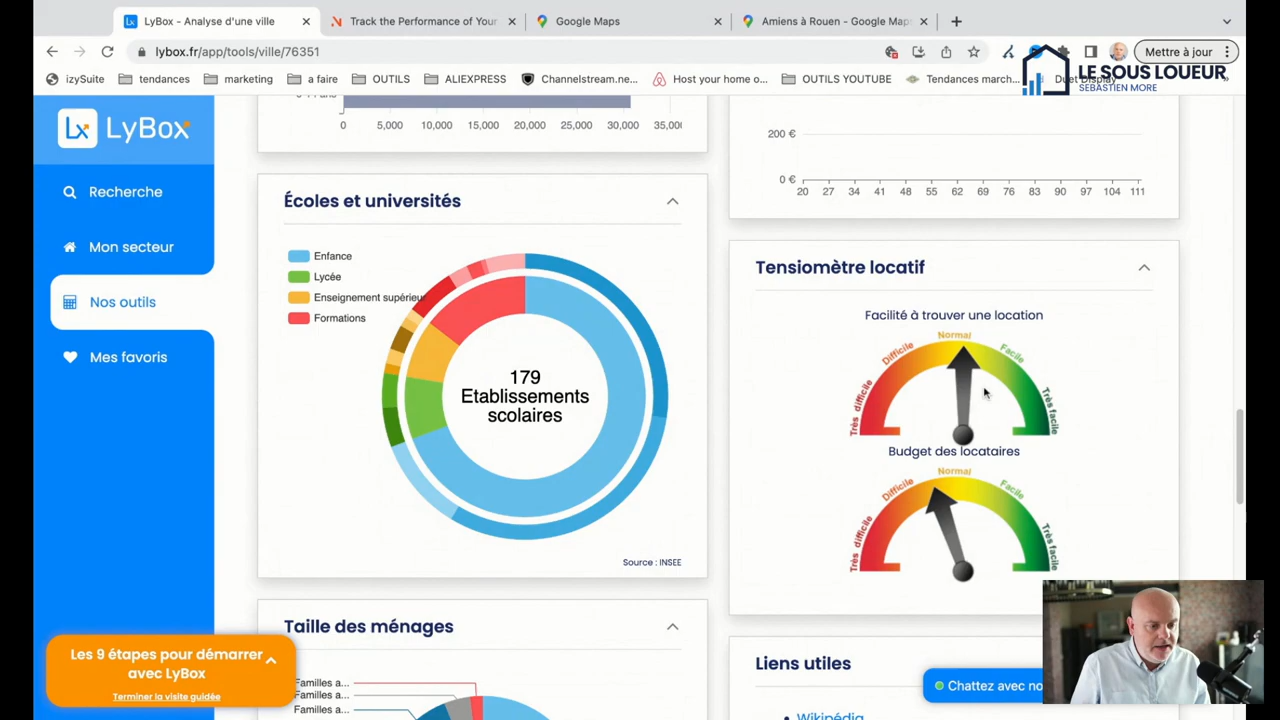 LyBox - Analyse d'une ville
Track the Performance of Your
Google Maps
Amiens à Rouen - Google Maps
lybox.fr/app/tools/ville/76351
Mettre à jour
izySuite
tendances
marketing
a faire
OUTILS
ALIEXPRESS
Channelstream.ne...
Host your home o...
OUTILS YOUTUBE
Tendances march...
Duet Display
LE SOUS LOUEUR
SEBASTIEN MORE
Lx LyBox
Recherche
Mon secteur
Nos outils
Mes favoris
0 5,000 10,000 15,000 20,000 25,000 30,000 35,00
200 €
0 €
20 27 34 41 48 55 62 69 76 83 90 97 104 111
Écoles et universités
Enfance
Lycée
Enseignement supérieur
Formations
179
Etablissements
scolaires
Source : INSEE
Tensiomètre locatif
Facilité à trouver une location
Très difficile
Difficile
Normal
Facile
Très facile
Budget des locataires
Très difficile
Difficile
Normal
Facile
Très facile
Taille des ménages
Familles a...
Familles a...
Familles a...
Liens utiles
Wikipédia
Les 9 étapes pour démarrer
avec LyBox
Terminer la visite guidée
Chattez avec no